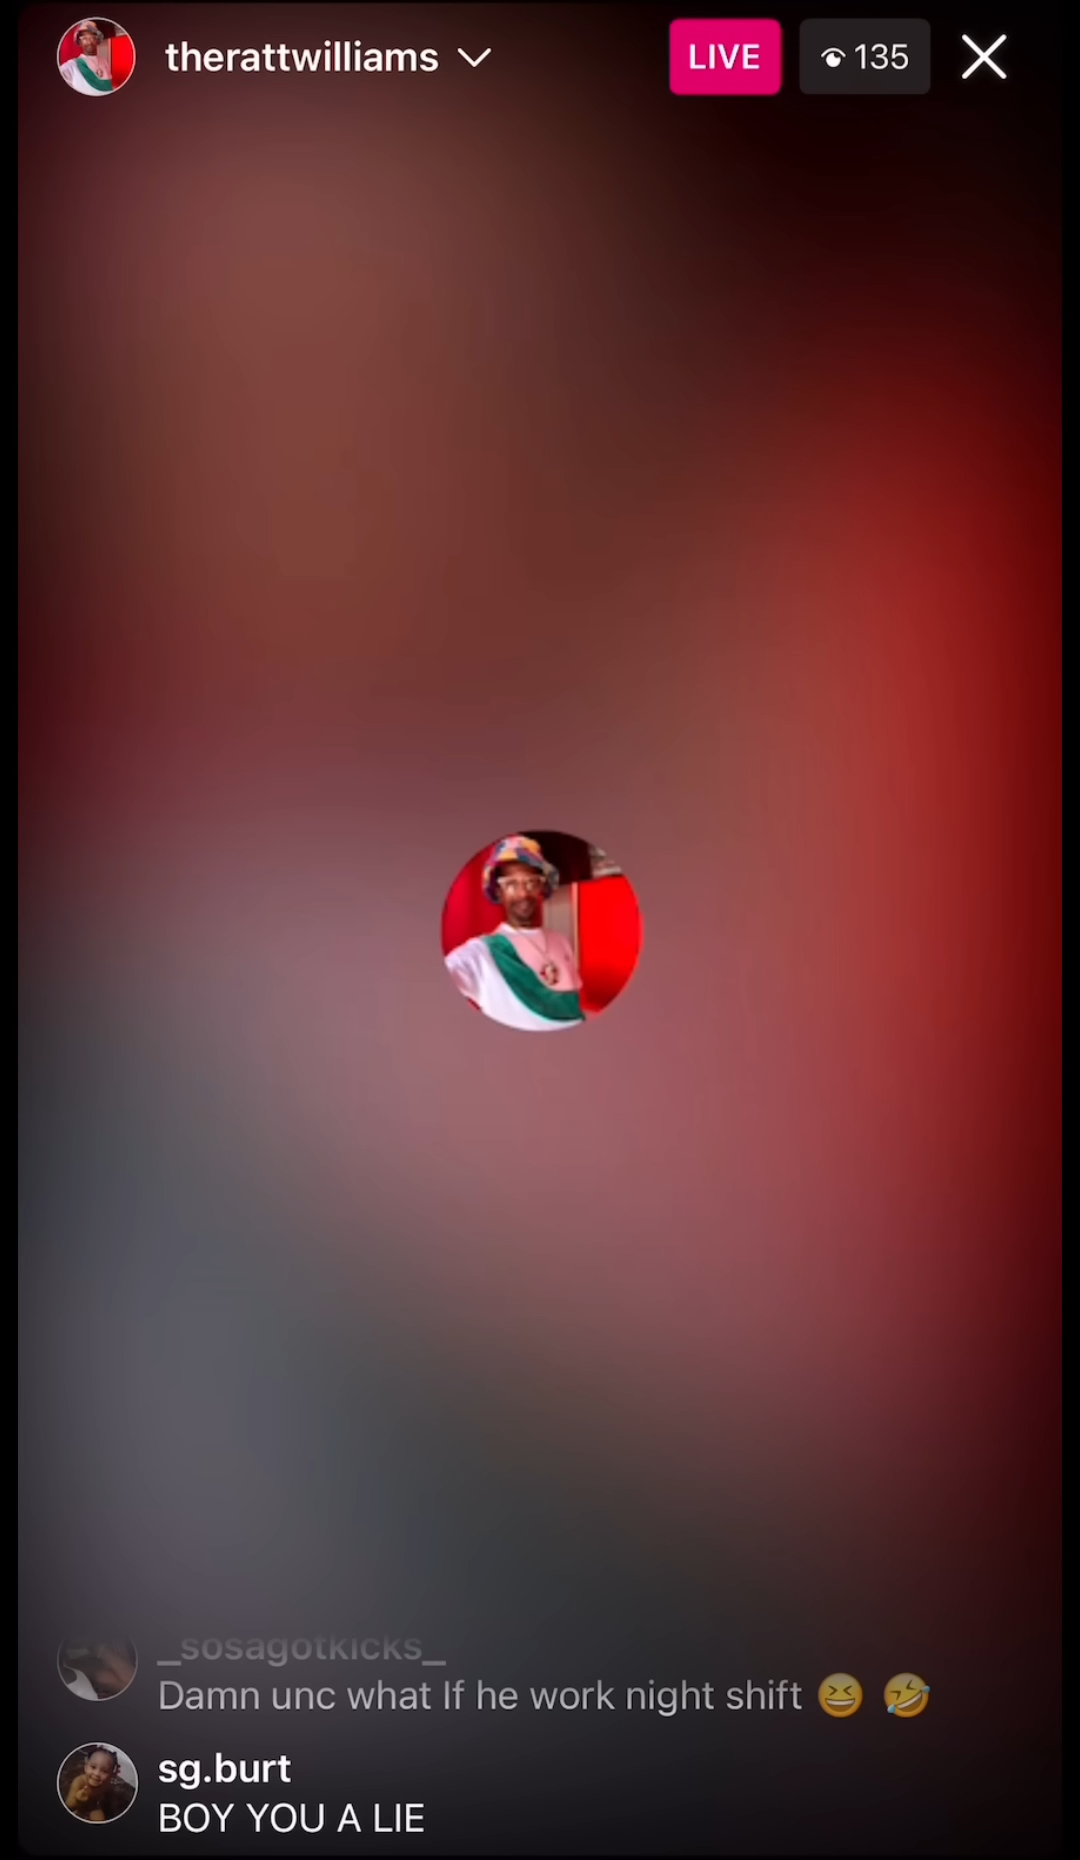 therattwilliams
LIVE
135
_sosagotkicks_
Damn unc what If he work night shift 😆 🤣
sg.burt
BOY YOU A LIE